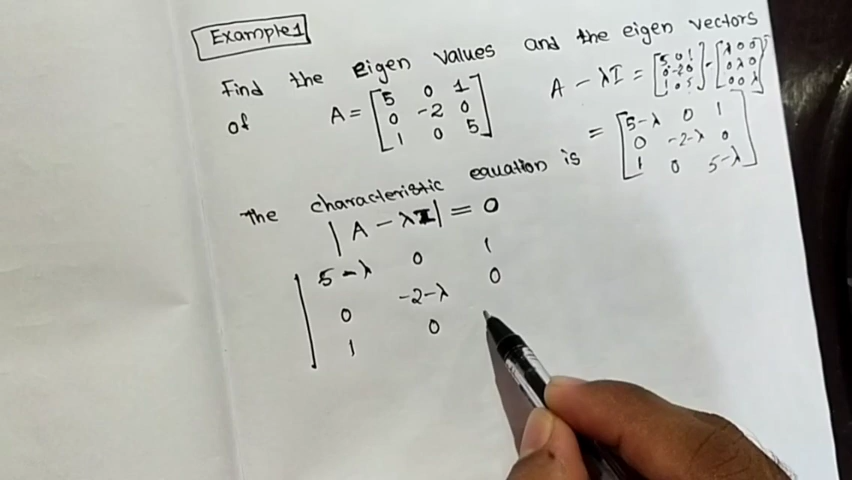 Example 1
Find the Eigen values and the eigen vectors
of A = [ 5 0 1
0 -2 0
1 0 5 ]
A - λI = [ 5 0 1
0 -2 0
1 0 5 ] - [ λ 0 0
0 λ 0
0 0 λ ]
= [ 5-λ 0 1
0 -2-λ 0
1 0 5-λ ]
The characteristic equation is
| A - λI | = 0
| 5-λ 0 1
0 -2-λ 0
1 0